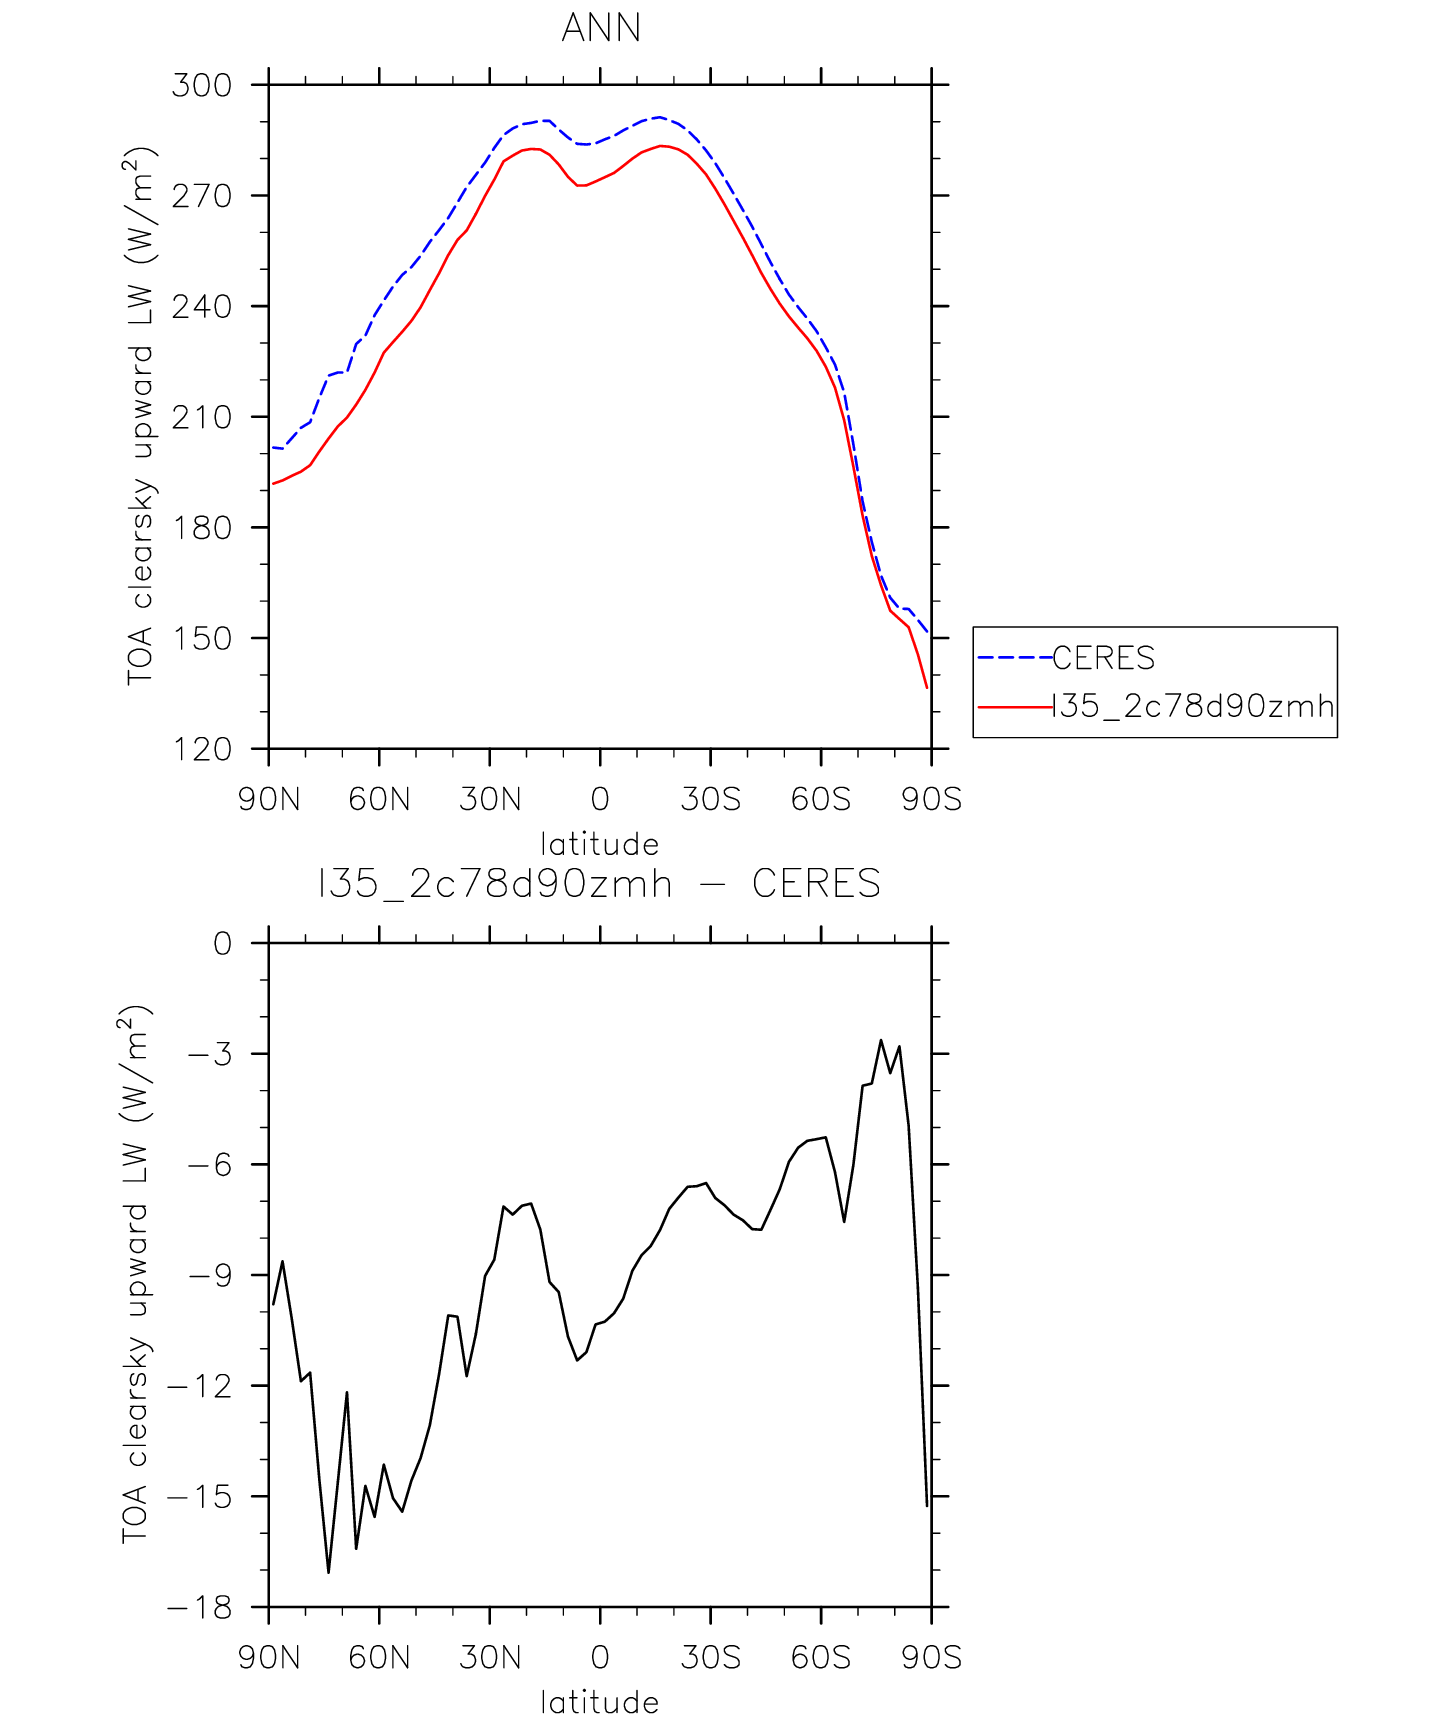 ANN
TOA clearsky upward LW (W/m²)
300
270
240
210
180
150
120
90N 60N 30N 0 30S 60S 90S
latitude
CERES
I35_2c78d90zmh
I35_2c78d90zmh − CERES
TOA clearsky upward LW (W/m²)
0
−3
−6
−9
−12
−15
−18
90N 60N 30N 0 30S 60S 90S
latitude